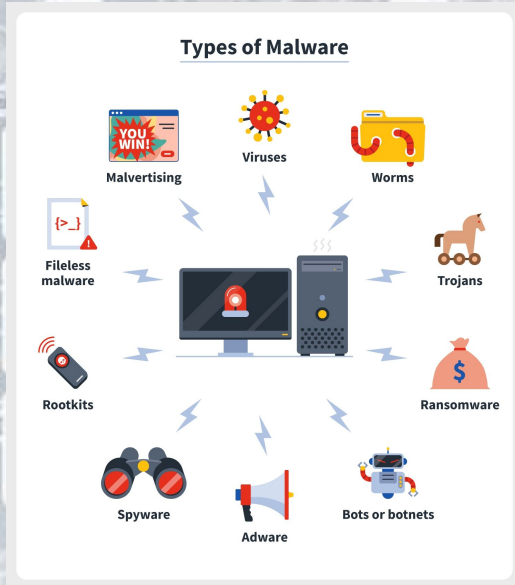 Types of Malware
YOU
WIN!
Malvertising
Viruses
Worms
{>_}
!
Fileless
malware
Trojans
Rootkits
$
Ransomware
Spyware
Adware
Bots or botnets